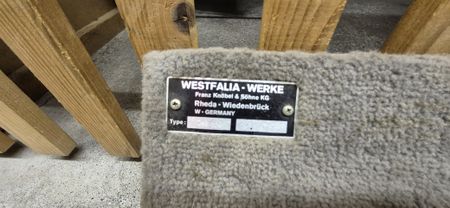 WESTFALIA - WERKE
Franz Knöbel & Söhne KG
Rheda - Wiedenbrück
W - GERMANY
Type: